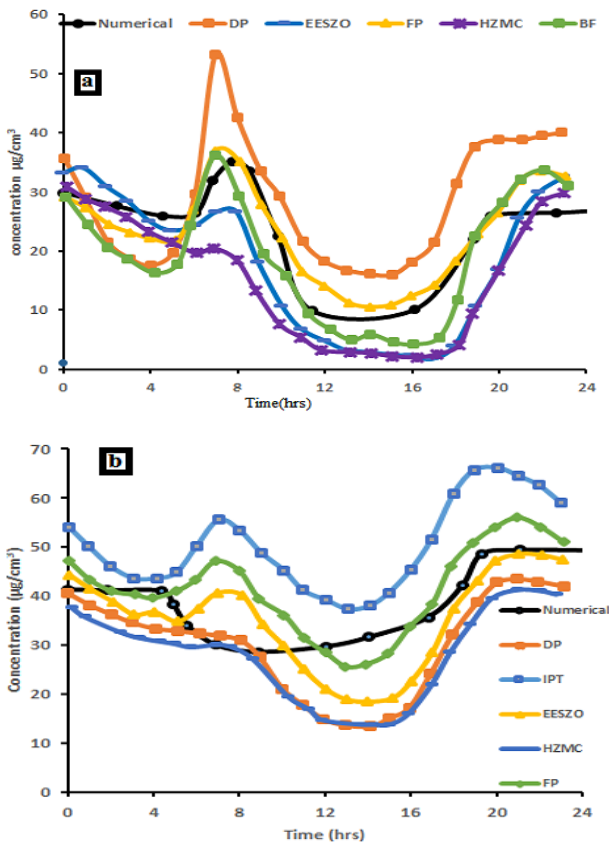 60
Numerical DP EESZO FP HZMC BF
a
50
40
30
20
10
0
concentration µg/cm³
0 4 8 12 16 20 24
Time(hrs)
b
70
60
50
40
30
20
10
0
Concentration (µg/cm³)
Numerical
DP
IPT
EESZO
HZMC
FP
0 4 8 12 16 20 24
Time (hrs)